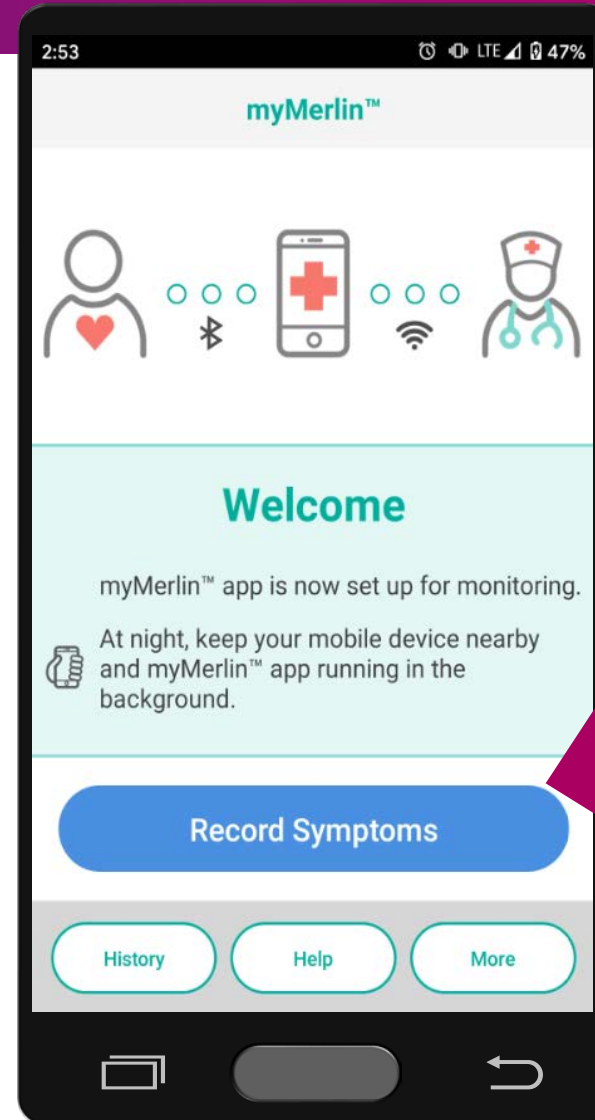 2:53 LTE 47%
myMerlin™
Welcome
myMerlin™ app is now set up for monitoring.
At night, keep your mobile device nearby
and myMerlin™ app running in the
background.
Record Symptoms
History Help More